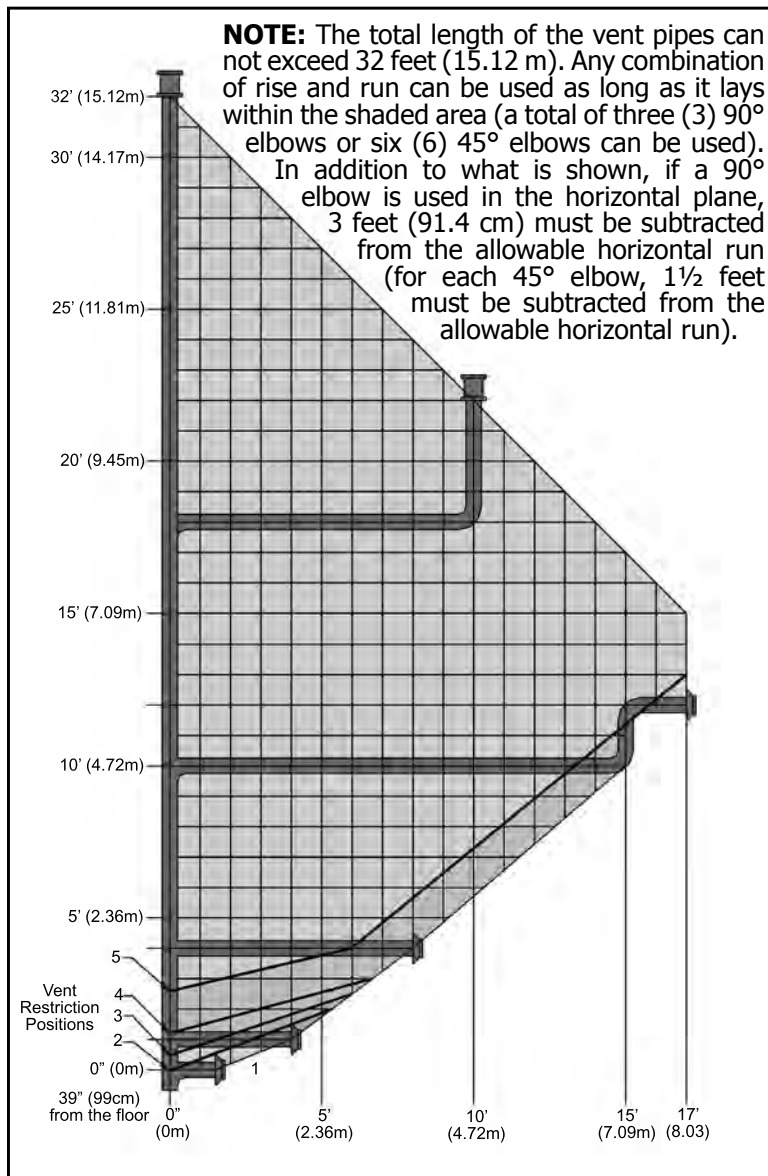 NOTE: The total length of the vent pipes can
not exceed 32 feet (15.12 m). Any combination
of rise and run can be used as long as it lays
within the shaded area (a total of three (3) 90°
elbows or six (6) 45° elbows can be used).
In addition to what is shown, if a 90°
elbow is used in the horizontal plane,
3 feet (91.4 cm) must be subtracted
from the allowable horizontal run
(for each 45° elbow, 1½ feet
must be subtracted from the
allowable horizontal run).
32' (15.12m)
30' (14.17m)
25' (11.81m)
20' (9.45m)
15' (7.09m)
10' (4.72m)
5' (2.36m)
5
Vent
Restriction
Positions
4
3
2
0" (0m)
1
39" (99cm)
from the floor
0"
(0m)
5'
(2.36m)
10'
(4.72m)
15'
(7.09m)
17'
(8.03)